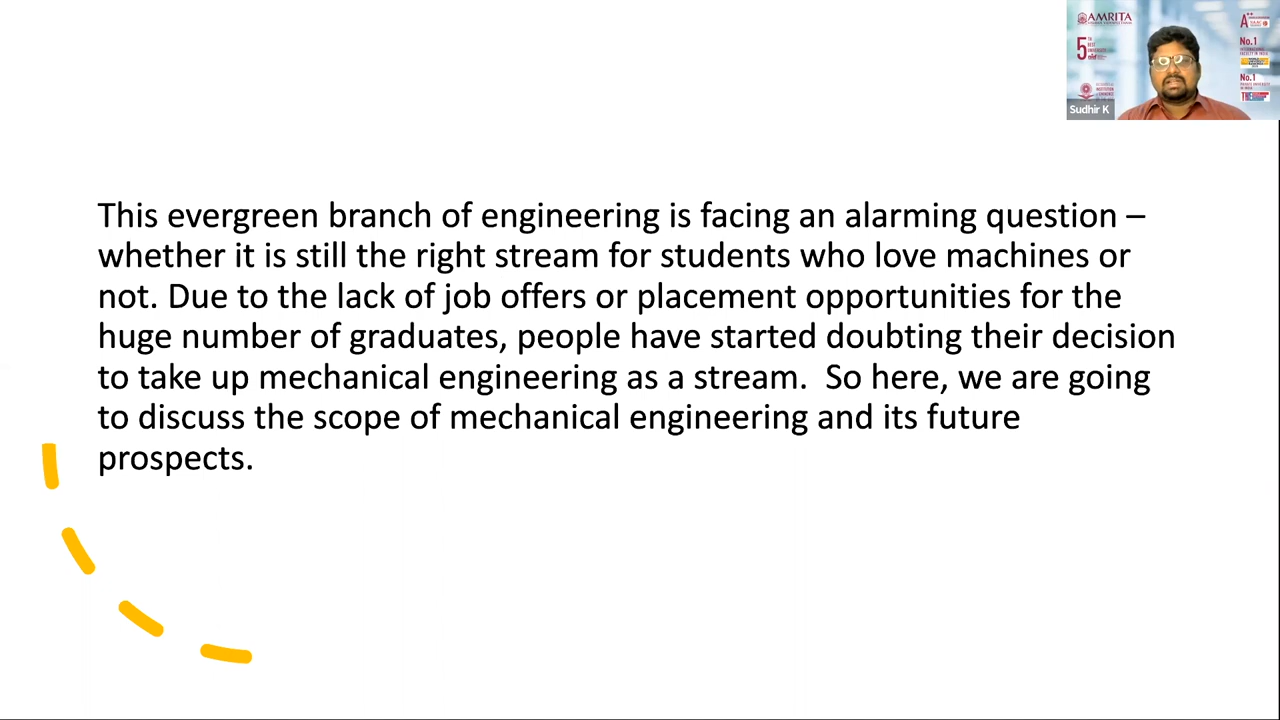 AMRITA
5
TH
BEST
A++
No.1
No.1
Sudhir K
This evergreen branch of engineering is facing an alarming question –
whether it is still the right stream for students who love machines or
not. Due to the lack of job offers or placement opportunities for the
huge number of graduates, people have started doubting their decision
to take up mechanical engineering as a stream.  So here, we are going
to discuss the scope of mechanical engineering and its future
prospects.